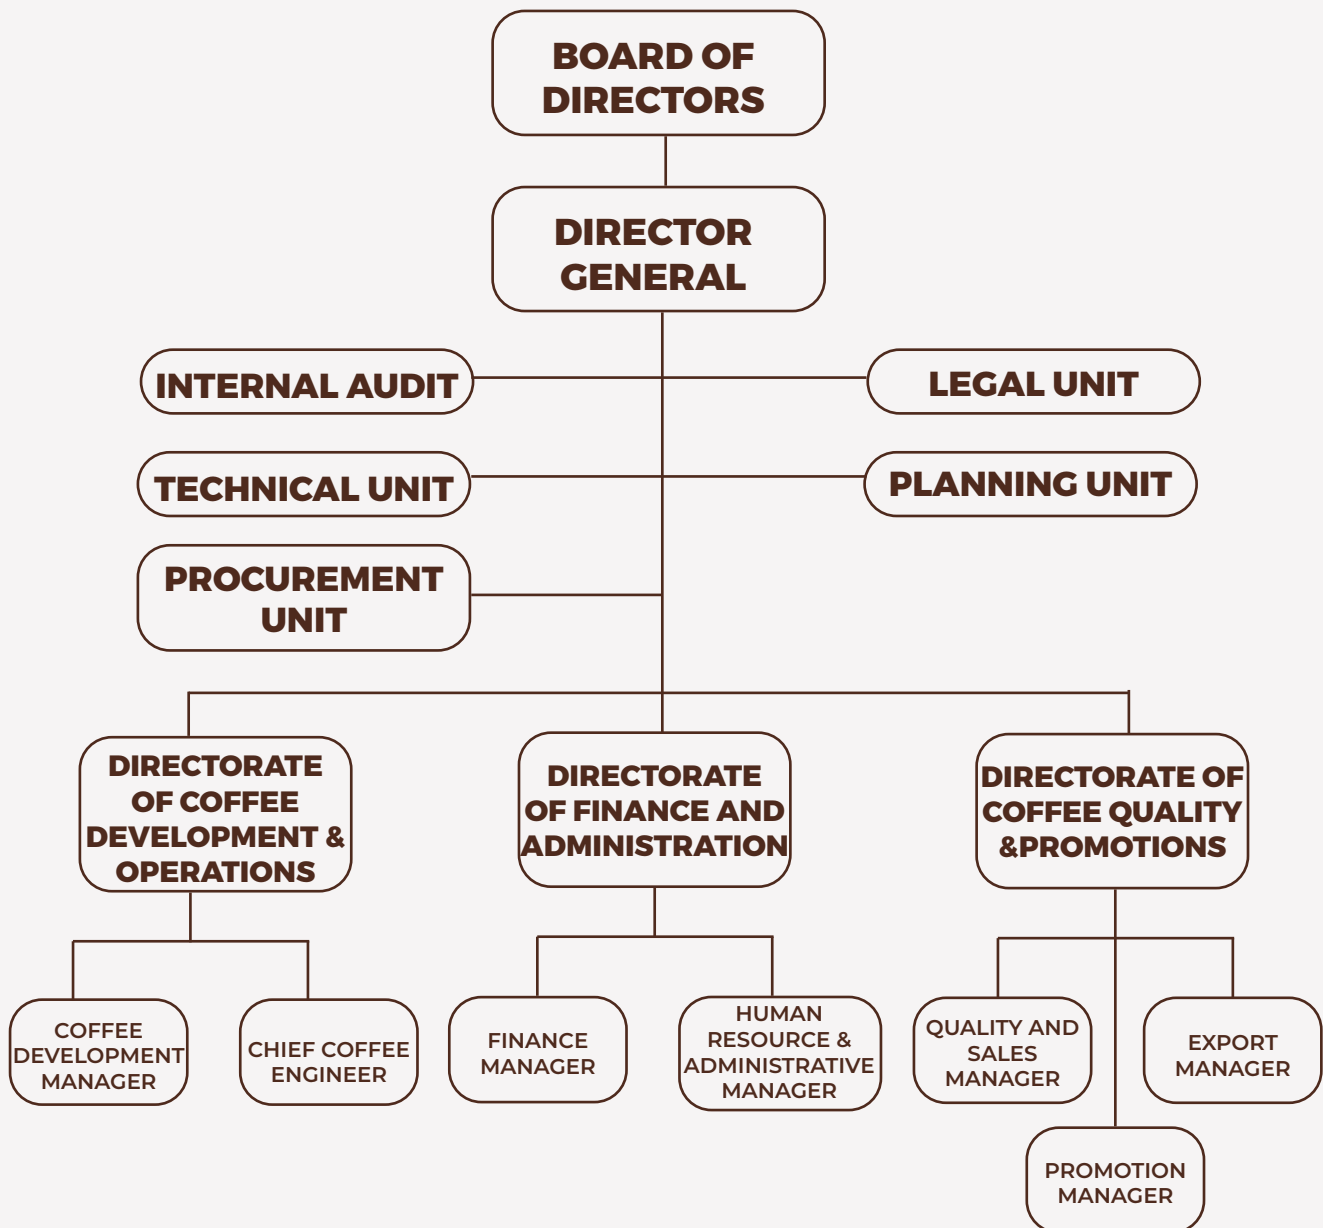 BOARD OF
DIRECTORS
DIRECTOR
GENERAL
INTERNAL AUDIT
LEGAL UNIT
TECHNICAL UNIT
PLANNING UNIT
PROCUREMENT
UNIT
DIRECTORATE
OF COFFEE
DEVELOPMENT &
OPERATIONS
DIRECTORATE
OF FINANCE AND
ADMINISTRATION
DIRECTORATE OF
COFFEE QUALITY
&PROMOTIONS
COFFEE
DEVELOPMENT
MANAGER
CHIEF COFFEE
ENGINEER
FINANCE
MANAGER
HUMAN
RESOURCE &
ADMINISTRATIVE
MANAGER
QUALITY AND
SALES
MANAGER
EXPORT
MANAGER
PROMOTION
MANAGER